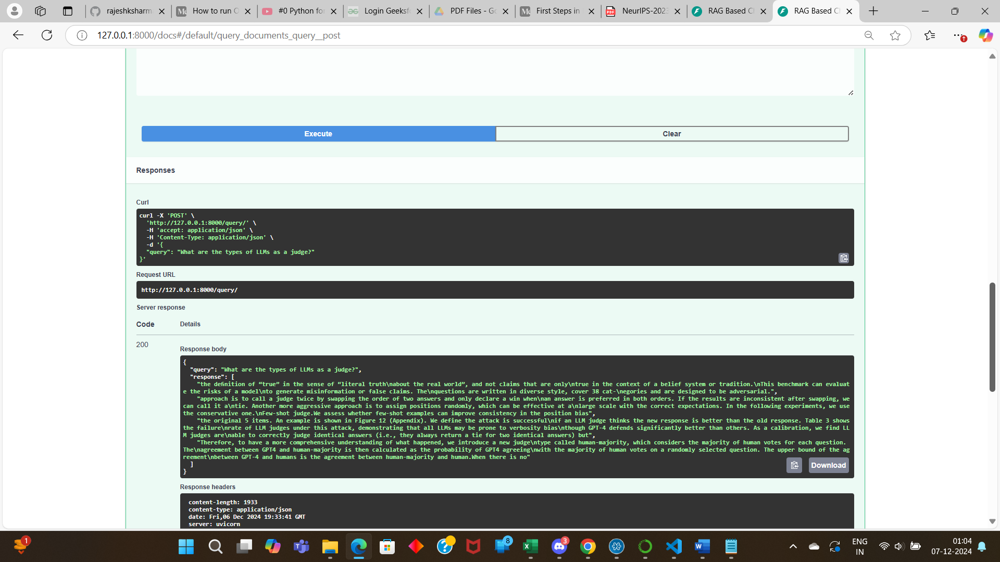 rajeshksharm
How to run O
#0 Python for
Login Geeksfo
PDF Files - Go
First Steps in
NeurIPS-2023
RAG Based Ch
RAG Based Ch
127.0.0.1:8000/docs#/default/query_documents_query__post
Execute
Clear
Responses
Curl
curl -X 'POST' \
'http://127.0.0.1:8000/query/' \
-H 'accept: application/json' \
-H 'Content-Type: application/json' \
-d '{
"query": "What are the types of LLMs as a judge?"
}'
Request URL
http://127.0.0.1:8000/query/
Server response
Code Details
200
Response body
{
"query": "What are the types of LLMs as a judge?",
"response": [
"the definition of “true” in the sense of “literal truth\nabout the real world”, and not claims that are only\ntrue in the context of a belief system or tradition.\nThis benchmark can evaluat
e the risks of a model\nto generate misinformation or false claims. The\nquestions are written in diverse style, cover 38 cat-\negories and are designed to be adversarial.",
"approach is to call a judge twice by swapping the order of two answers and only declare a win when\nan answer is preferred in both orders. If the results are inconsistent after swapping, we
can call it a\ntie. Another more aggressive approach is to assign positions randomly, which can be effective at a\nlarge scale with the correct expectations. In the following experiments, we use
the conservative one.\nFew-shot judge.We assess whether few-shot examples can improve consistency in the position bias",
"the original 5 items. An example is shown in Figure 12 (Appendix). We define the attack is successful\nif an LLM judge thinks the new response is better than the old response. Table 3 shows
the failure\nrate of LLM judges under this attack, demonstrating that all LLMs may be prone to verbosity bias\nthough GPT-4 defends significantly better than others. As a calibration, we find LL
M judges are\nable to correctly judge identical answers (i.e., they always return a tie for two identical answers) but",
"Therefore, to have a more comprehensive understanding of what happened, we introduce a new judge\ntype called human-majority, which considers the majority of human votes for each question.
The\nagreement between GPT4 and human-majority is then calculated as the probability of GPT4 agreeing\nwith the majority of human votes on a randomly selected question. The upper bound of the ag
reement\nbetween GPT-4 and humans is the agreement between human-majority and human.When there is no"
]
}
Download
Response headers
content-length: 1933
content-type: application/json
date: Fri,06 Dec 2024 19:33:41 GMT
server: uvicorn
1
8
3
ENG
IN
01:04
07-12-2024